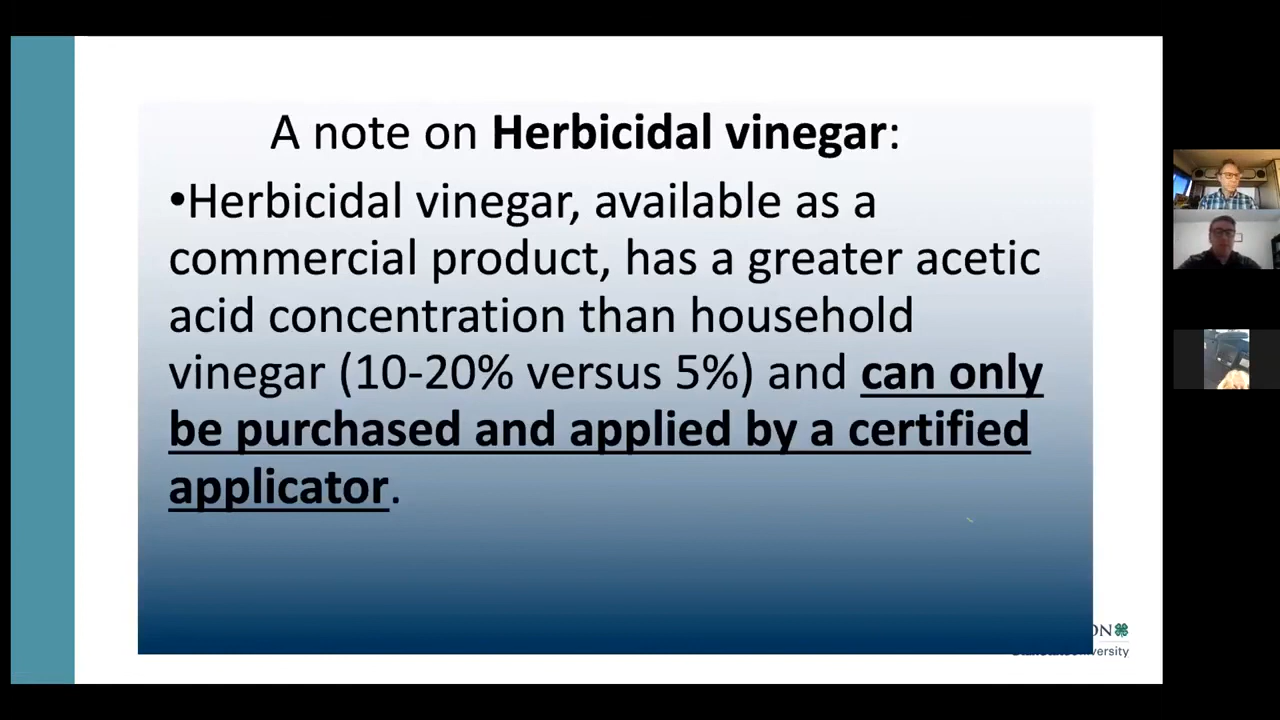 A note on Herbicidal vinegar:
•Herbicidal vinegar, available as a
commercial product, has a greater acetic
acid concentration than household
vinegar (10-20% versus 5%) and can only
be purchased and applied by a certified
applicator.